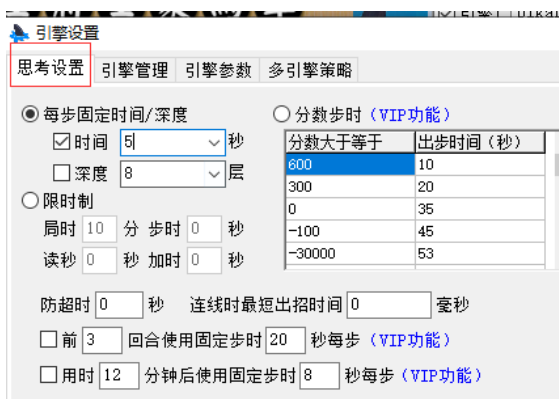 引擎设置
思考设置 引擎管理 引擎参数 多引擎策略
每步固定时间/深度
时间 5 秒
深度 8 层
限时制
局时 10 分 步时 0 秒
读秒 0 秒 加时 0 秒
分数步时（VIP功能）
分数大于等于 出步时间（秒）
600 10
300 20
0 35
-100 45
-30000 53
防超时 0 秒 连线时最短出招时间 0 毫秒
前 3 回合使用固定步时 20 秒每步（VIP功能）
用时 12 分钟后使用固定步时 8 秒每步（VIP功能）